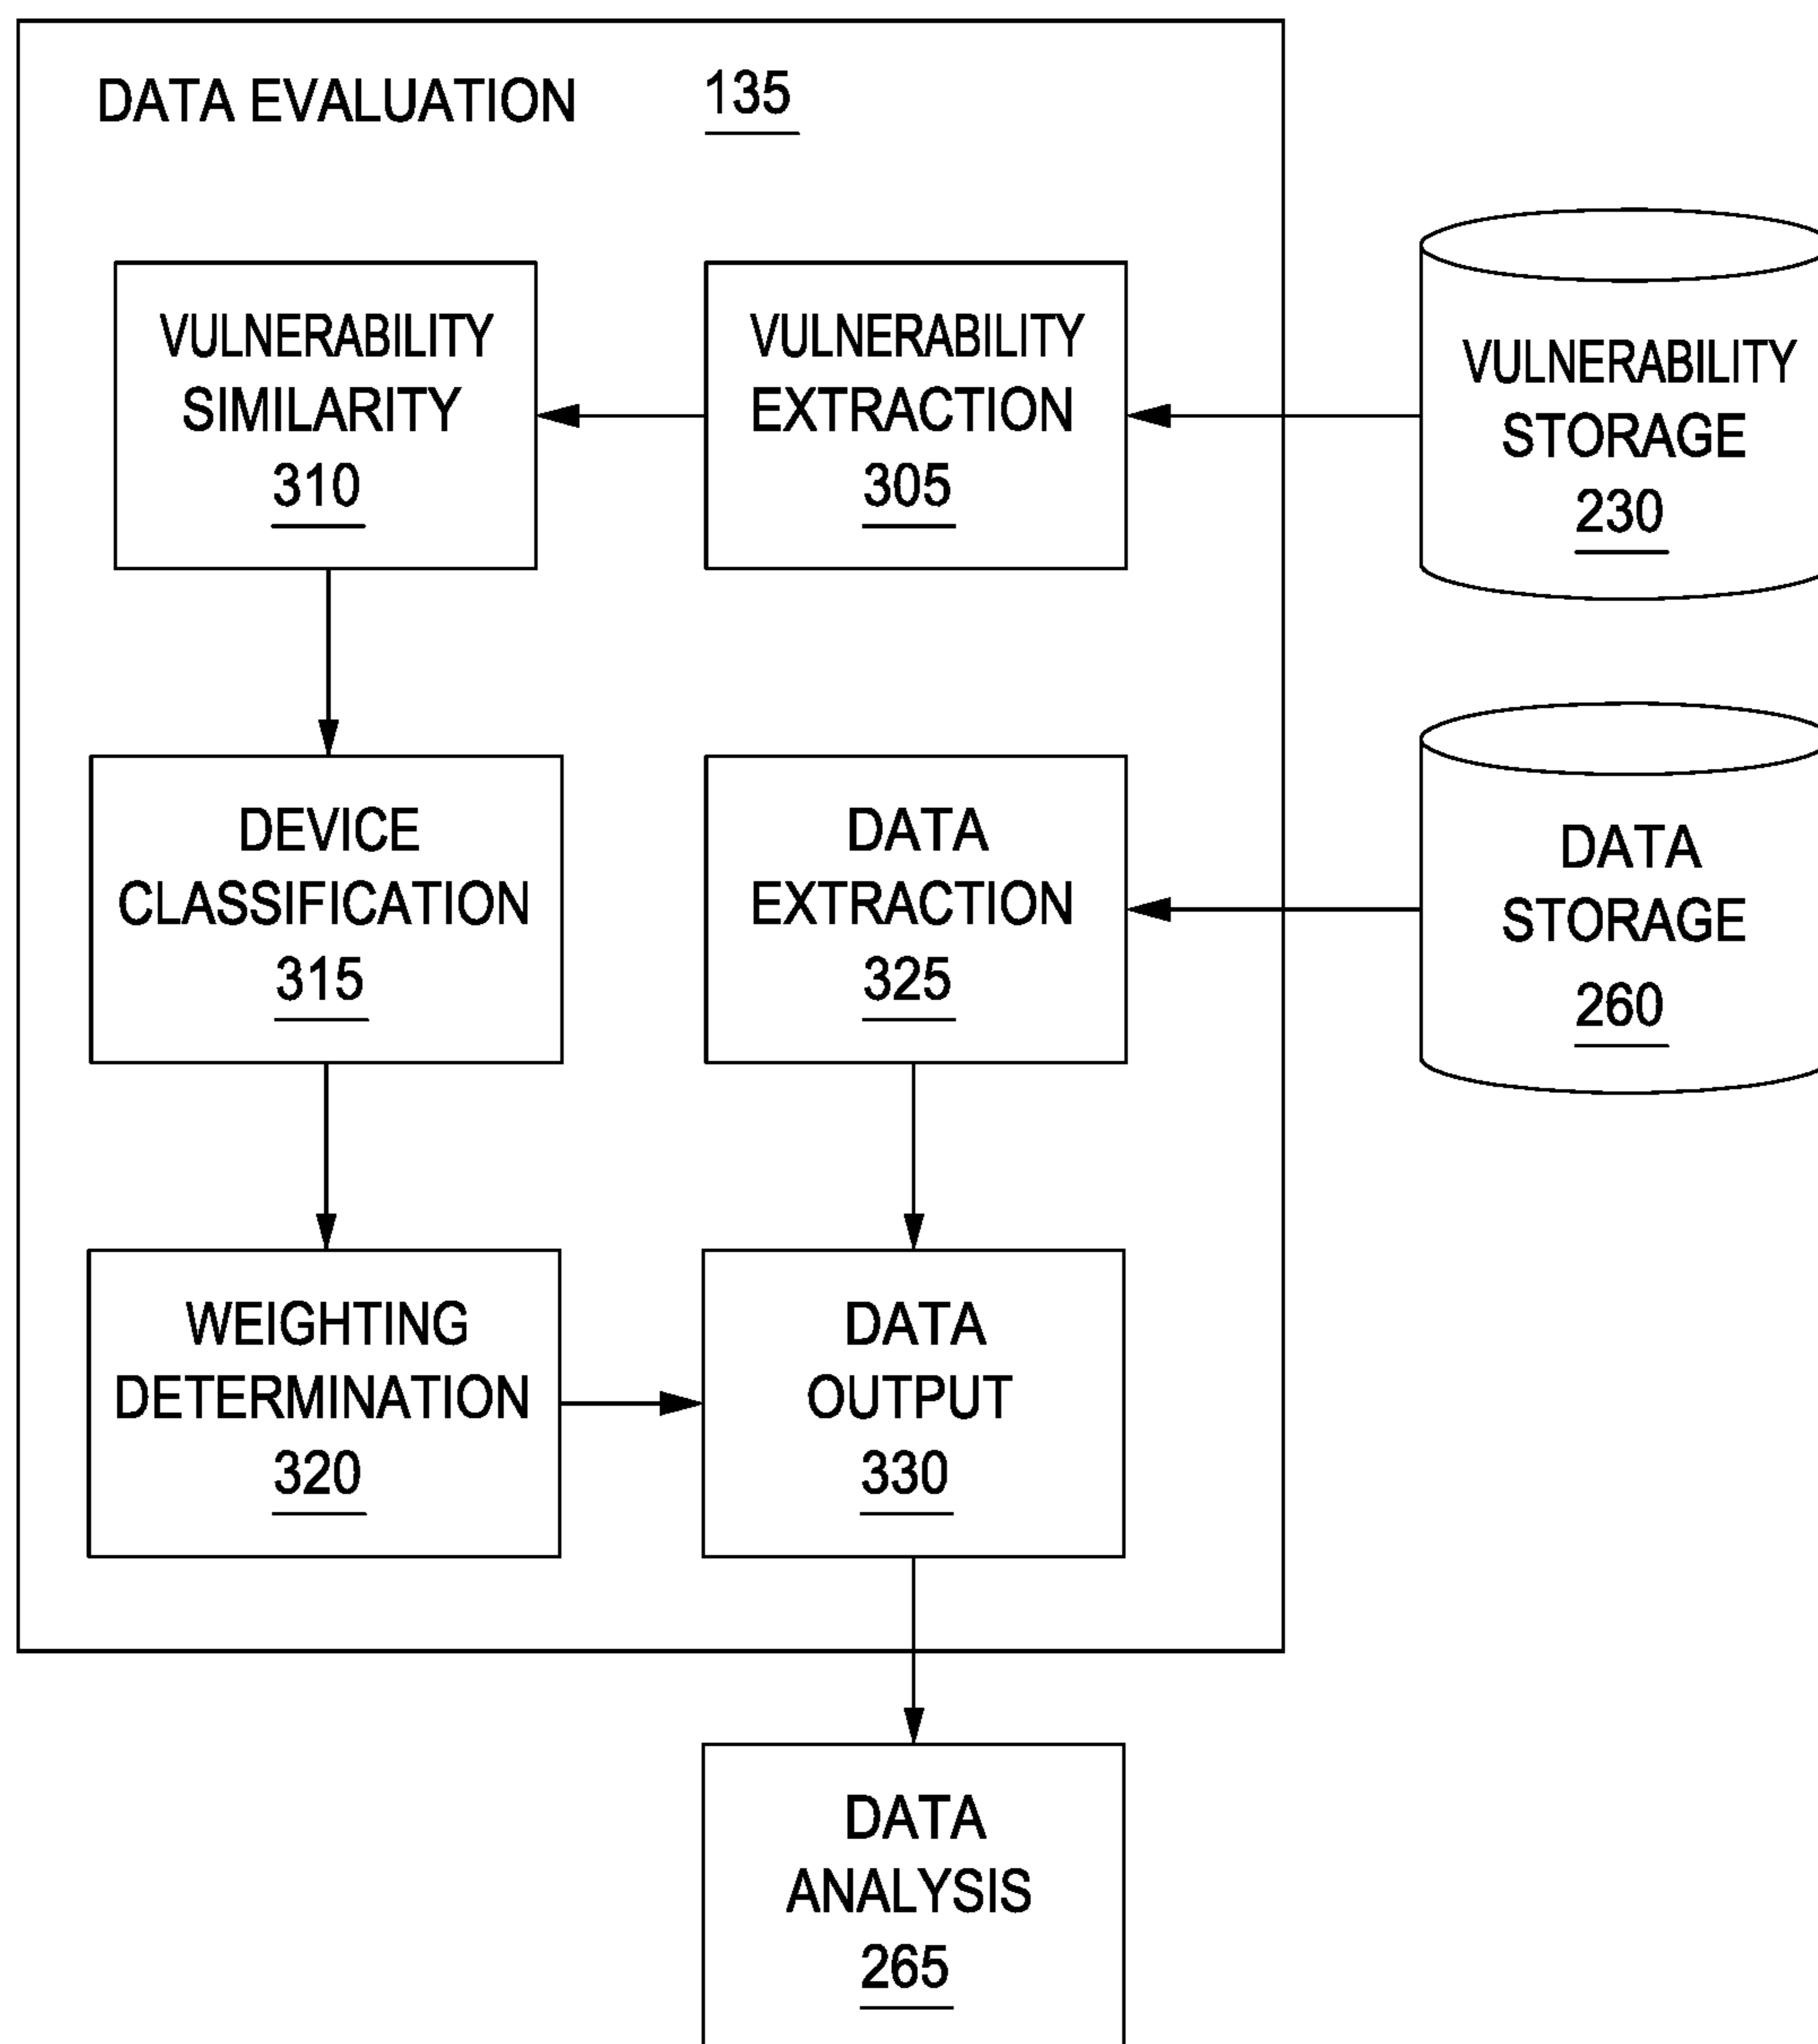 DATA EVALUATION 135
VULNERABILITY
SIMILARITY
310
VULNERABILITY
EXTRACTION
305
VULNERABILITY
STORAGE
230
DEVICE
CLASSIFICATION
315
DATA
EXTRACTION
325
DATA
STORAGE
260
WEIGHTING
DETERMINATION
320
DATA
OUTPUT
330
DATA
ANALYSIS
265